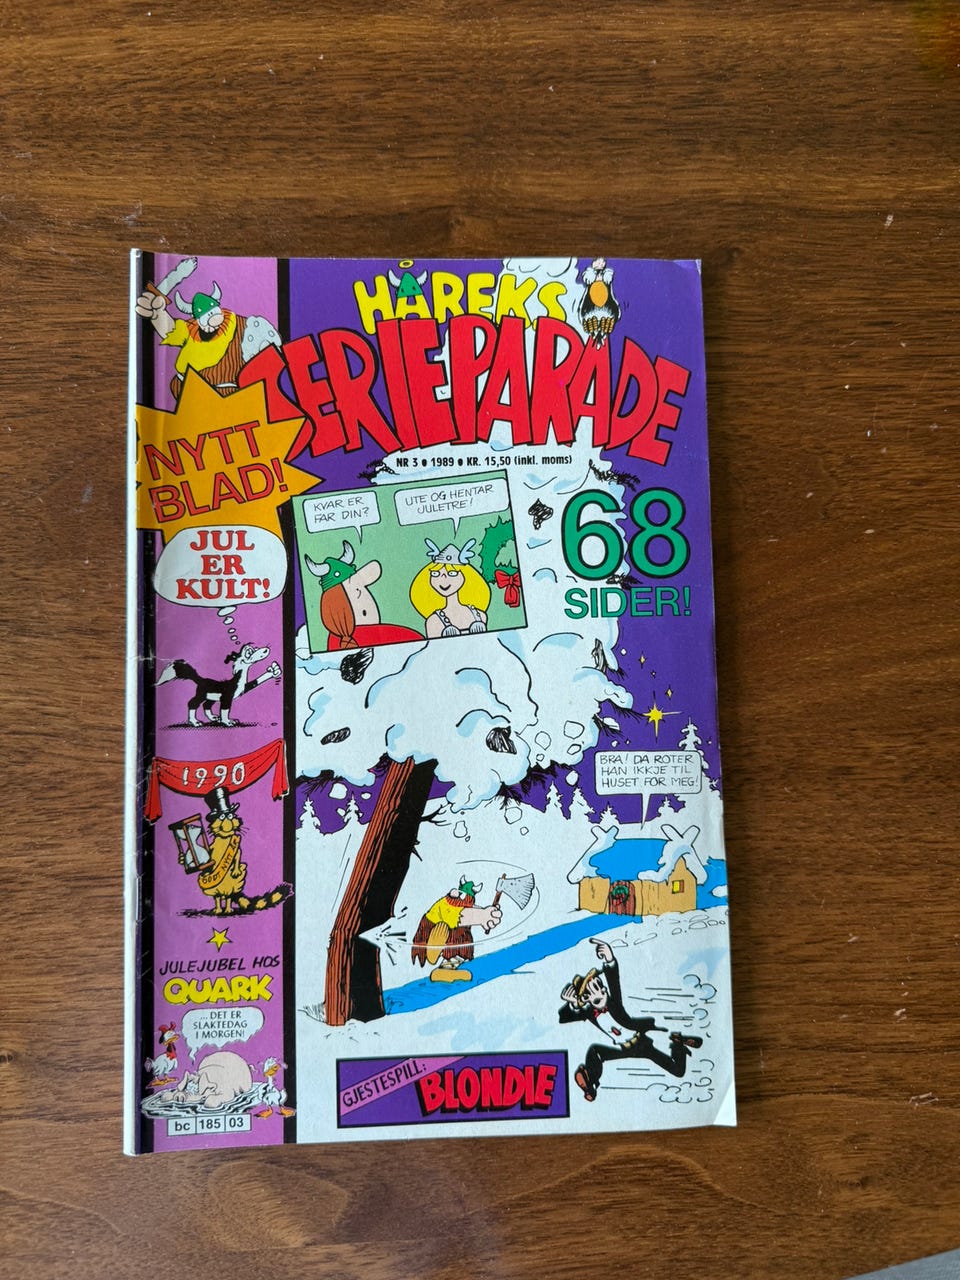 HÅREKS
SERIEPARADE
NR 3 • 1989 • KR. 15,50 (inkl. moms)
NYTT
BLAD!
KVAR ER
FAR DIN?
UTE OG HENTAR
JULETRE!
68
SIDER!
JUL
ER
KULT!
BRA! DA ROTER
HAN IKKJE TIL
HUSET FOR MEG!
1990
GODT NYTT
JULEJUBEL HOS
QUARK
...DET ER
SLAKTEDAG
I MORGEN!
GJESTESPILL:
BLONDIE
bc 185 03